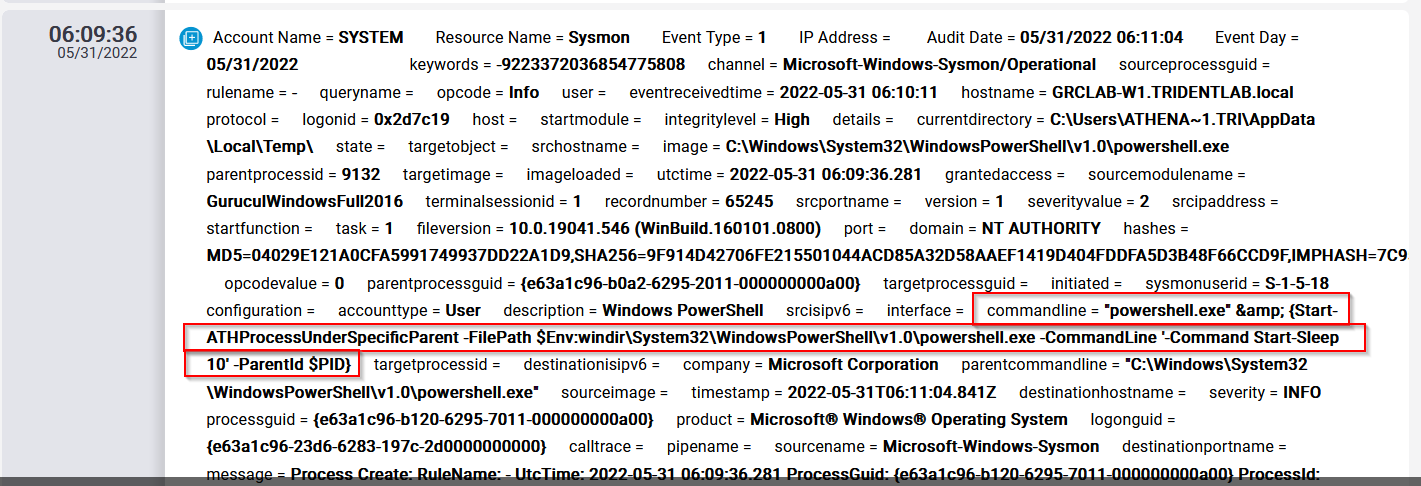 06:09:36
05/31/2022
Account Name = SYSTEM Resource Name = Sysmon Event Type = 1 IP Address = Audit Date = 05/31/2022 06:11:04 Event Day =
05/31/2022 keywords = -9223372036854775808 channel = Microsoft-Windows-Sysmon/Operational sourceprocessguid =
rulename = - queryname = opcode = Info user = eventreceivedtime = 2022-05-31 06:10:11 hostname = GRCLAB-W1.TRIDENTLAB.local
protocol = logonid = 0x2d7c19 host = startmodule = integritylevel = High details = currentdirectory = C:\Users\ATHENA~1.TRI\AppData
\Local\Temp\ state = targetobject = srchostname = image = C:\Windows\System32\WindowsPowerShell\v1.0\powershell.exe
parentprocessid = 9132 targetimage = imageloaded = utctime = 2022-05-31 06:09:36.281 grantedaccess = sourcemodulename =
GuruculWindowsFull2016 terminalsessionid = 1 recordnumber = 65245 srcportname = version = 1 severityvalue = 2 srcipaddress =
startfunction = task = 1 fileversion = 10.0.19041.546 (WinBuild.160101.0800) port = domain = NT AUTHORITY hashes =
MD5=04029E121A0CFA5991749937DD22A1D9,SHA256=9F914D42706FE215501044ACD85A32D58AAEF1419D404FDDFA5D3B48F66CCD9F,IMPHASH=7C9
opcodevalue = 0 parentprocessguid = {e63a1c96-b0a2-6295-2011-000000000a00} targetprocessguid = initiated = sysmonuserid = S-1-5-18
configuration = accounttype = User description = Windows PowerShell srcisipv6 = interface = commandline = "powershell.exe" &amp; {Start-
ATHProcessUnderSpecificParent -FilePath $Env:windir\System32\WindowsPowerShell\v1.0\powershell.exe -CommandLine '-Command Start-Sleep
10' -ParentId $PID} targetprocessid = destinationisipv6 = company = Microsoft Corporation parentcommandline = "C:\Windows\System32
\WindowsPowerShell\v1.0\powershell.exe" sourceimage = timestamp = 2022-05-31T06:11:04.841Z destinationhostname = severity = INFO
processguid = {e63a1c96-b120-6295-7011-000000000a00} product = Microsoft® Windows® Operating System logonguid =
{e63a1c96-23d6-6283-197c-2d0000000000} calltrace = pipename = sourcename = Microsoft-Windows-Sysmon destinationportname =
message = Process Create: RuleName: - UtcTime: 2022-05-31 06:09:36.281 ProcessGuid: {e63a1c96-b120-6295-7011-000000000a00} ProcessId: